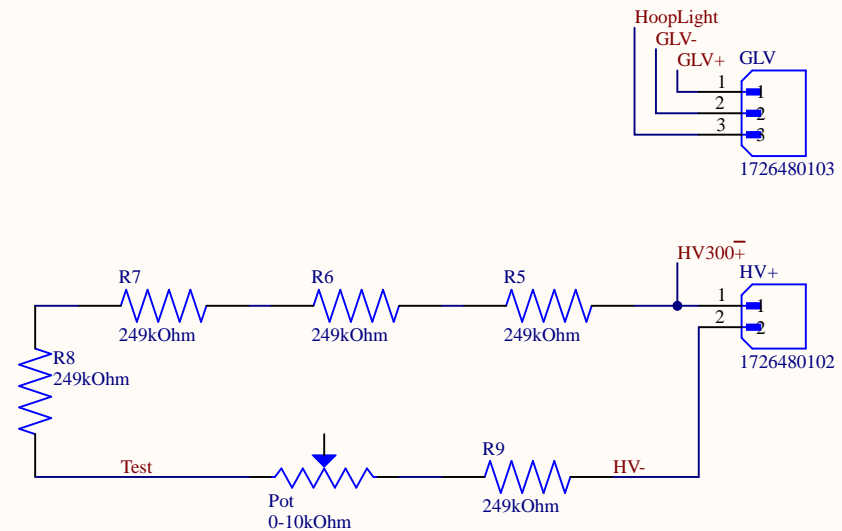 HoopLight
GLV-
GLV+
GLV
1
1
2
2
3
3
1726480103
HV300+
HV+
R7
R6
R5
1
1
2
2
249kOhm
249kOhm
249kOhm
1726480102
R8
249kOhm
Test
R9
HV-
Pot
0-10kOhm
249kOhm